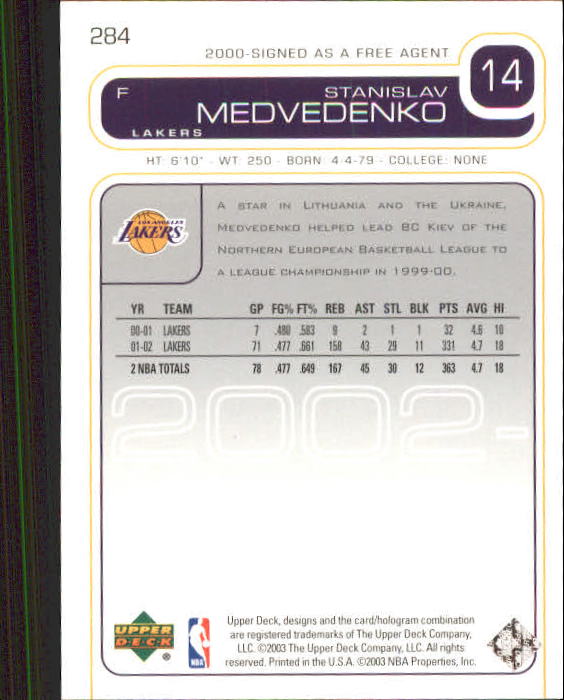 284
2000-SIGNED AS A FREE AGENT
14
F
STANISLAV
MEDVEDENKO
LAKERS
HT: 6'10" - WT: 250 - BORN: 4-4-79 - COLLEGE: NONE
LOS ANGELES
LAKERS
A STAR IN LITHUANIA AND THE UKRAINE,
MEDVEDENKO HELPED LEAD BC KIEV OF THE
NORTHERN EUROPEAN BASKETBALL LEAGUE TO
A LEAGUE CHAMPIONSHIP IN 1999-00.
YR TEAM GP FG% FT% REB AST STL BLK PTS AVG HI
00-01 LAKERS 7 .480 .583 9 2 1 1 32 4.6 10
01-02 LAKERS 71 .477 .661 158 43 29 11 331 4.7 18
2 NBA TOTALS 78 .477 .649 167 45 30 12 363 4.7 18
2002-
UPPER
DECK
®
NBA
Upper Deck, designs and the card/hologram combination
are registered trademarks of The Upper Deck Company,
LLC. ©2003 The Upper Deck Company, LLC. All rights
reserved. Printed in the U.S.A. ©2003 NBA Properties, Inc.